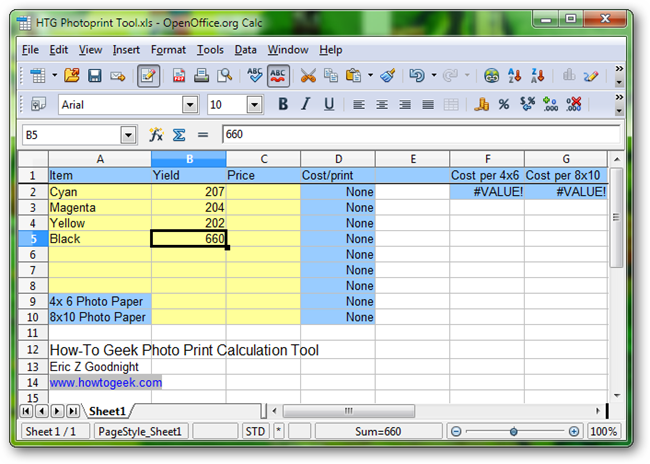 HTG Photoprint Tool.xls - OpenOffice.org Calc
File Edit View Insert Format Tools Data Window Help
ABC ABC
Arial 10 B I U
B5 660
A B C D E F G
1 Item Yield Price Cost/print Cost per 4x6 Cost per 8x10
2 Cyan 207 None #VALUE! #VALUE!
3 Magenta 204 None
4 Yellow 202 None
5 Black 660 None
6 None
7 None
8 None
9 4x 6 Photo Paper None
10 8x10 Photo Paper None
11
12 How-To Geek Photo Print Calculation Tool
13 Eric Z Goodnight
14 www.howtogeek.com
15
Sheet1
Sheet 1 / 1 PageStyle_Sheet1 STD * Sum=660 100%